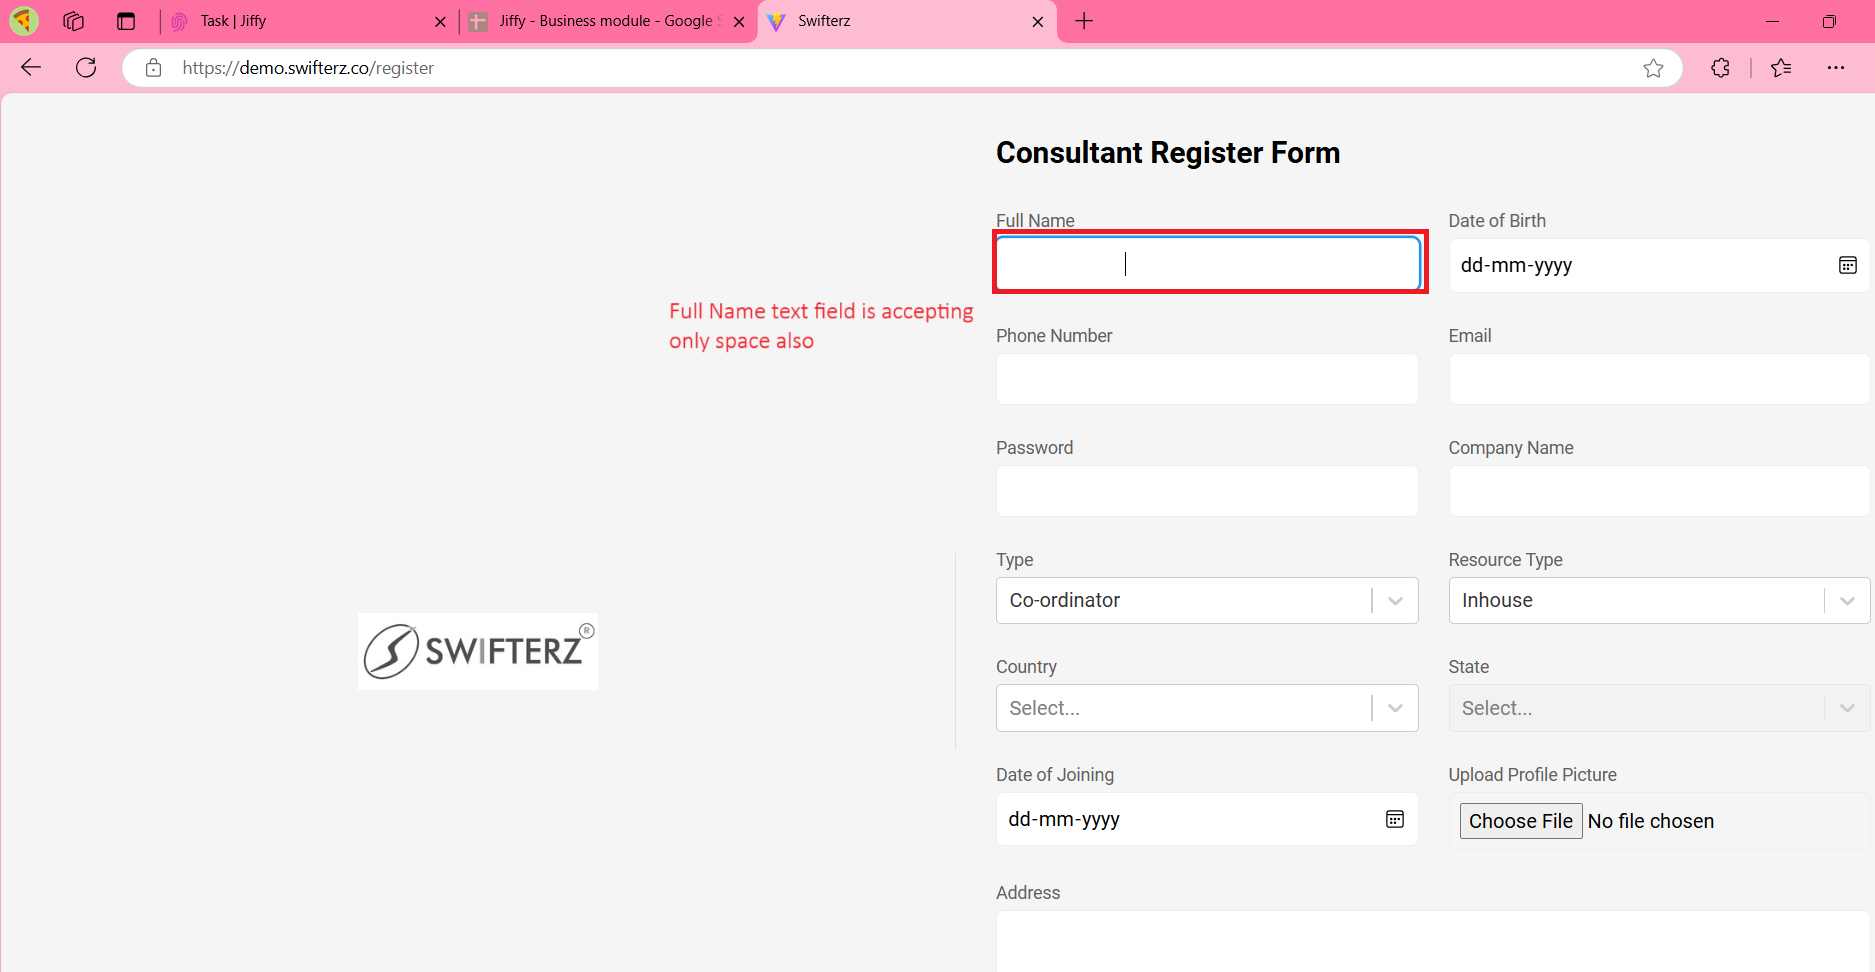 Task | Jiffy
Jiffy - Business module - Google S
Swifterz
https://demo.swifterz.co/register
Consultant Register Form
Full Name
Date of Birth
dd-mm-yyyy
Full Name text field is accepting
only space also
Phone Number
Email
Password
Company Name
Type
Resource Type
Co-ordinator
Inhouse
SWIFTERZ®
Country
State
Select...
Select...
Date of Joining
Upload Profile Picture
dd-mm-yyyy
Choose File No file chosen
Address